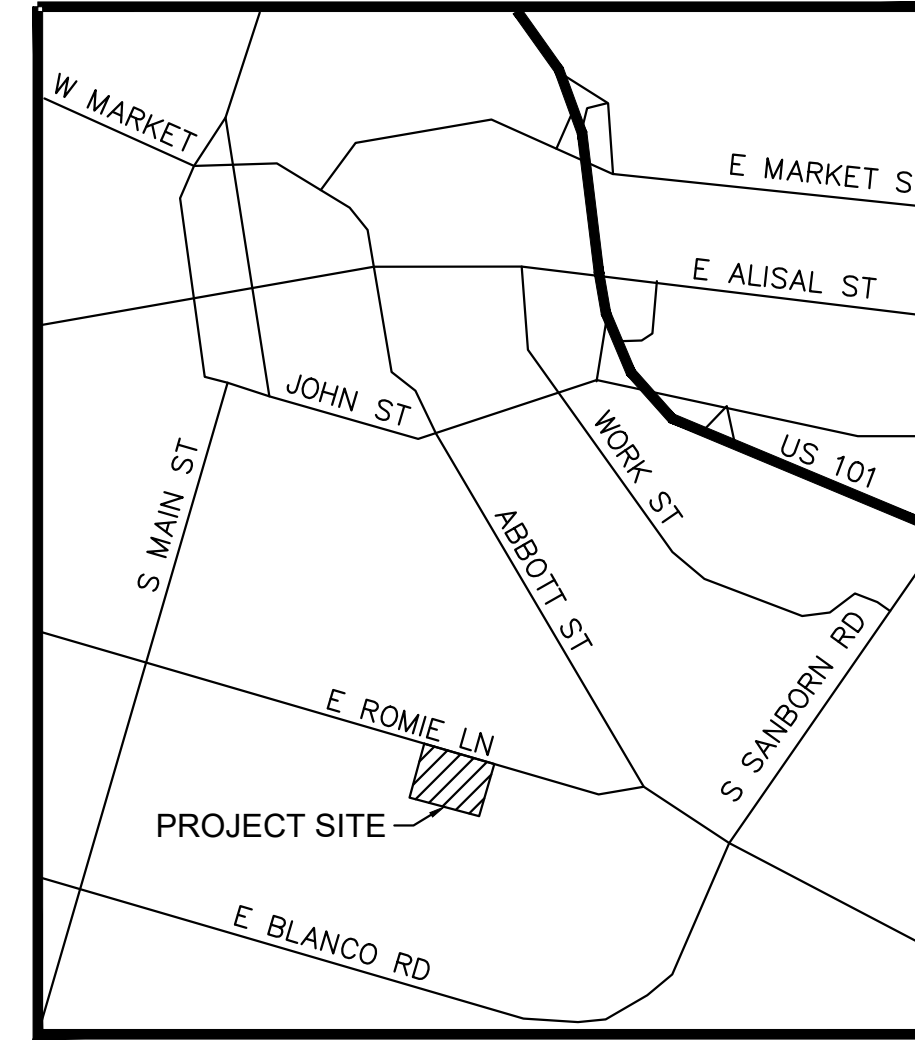 W MARKET
E MARKET S
E ALISAL ST
JOHN ST
WORK ST
US 101
S MAIN ST
ABBOTT ST
S SANBORN RD
E ROMIE LN
PROJECT SITE
E BLANCO RD